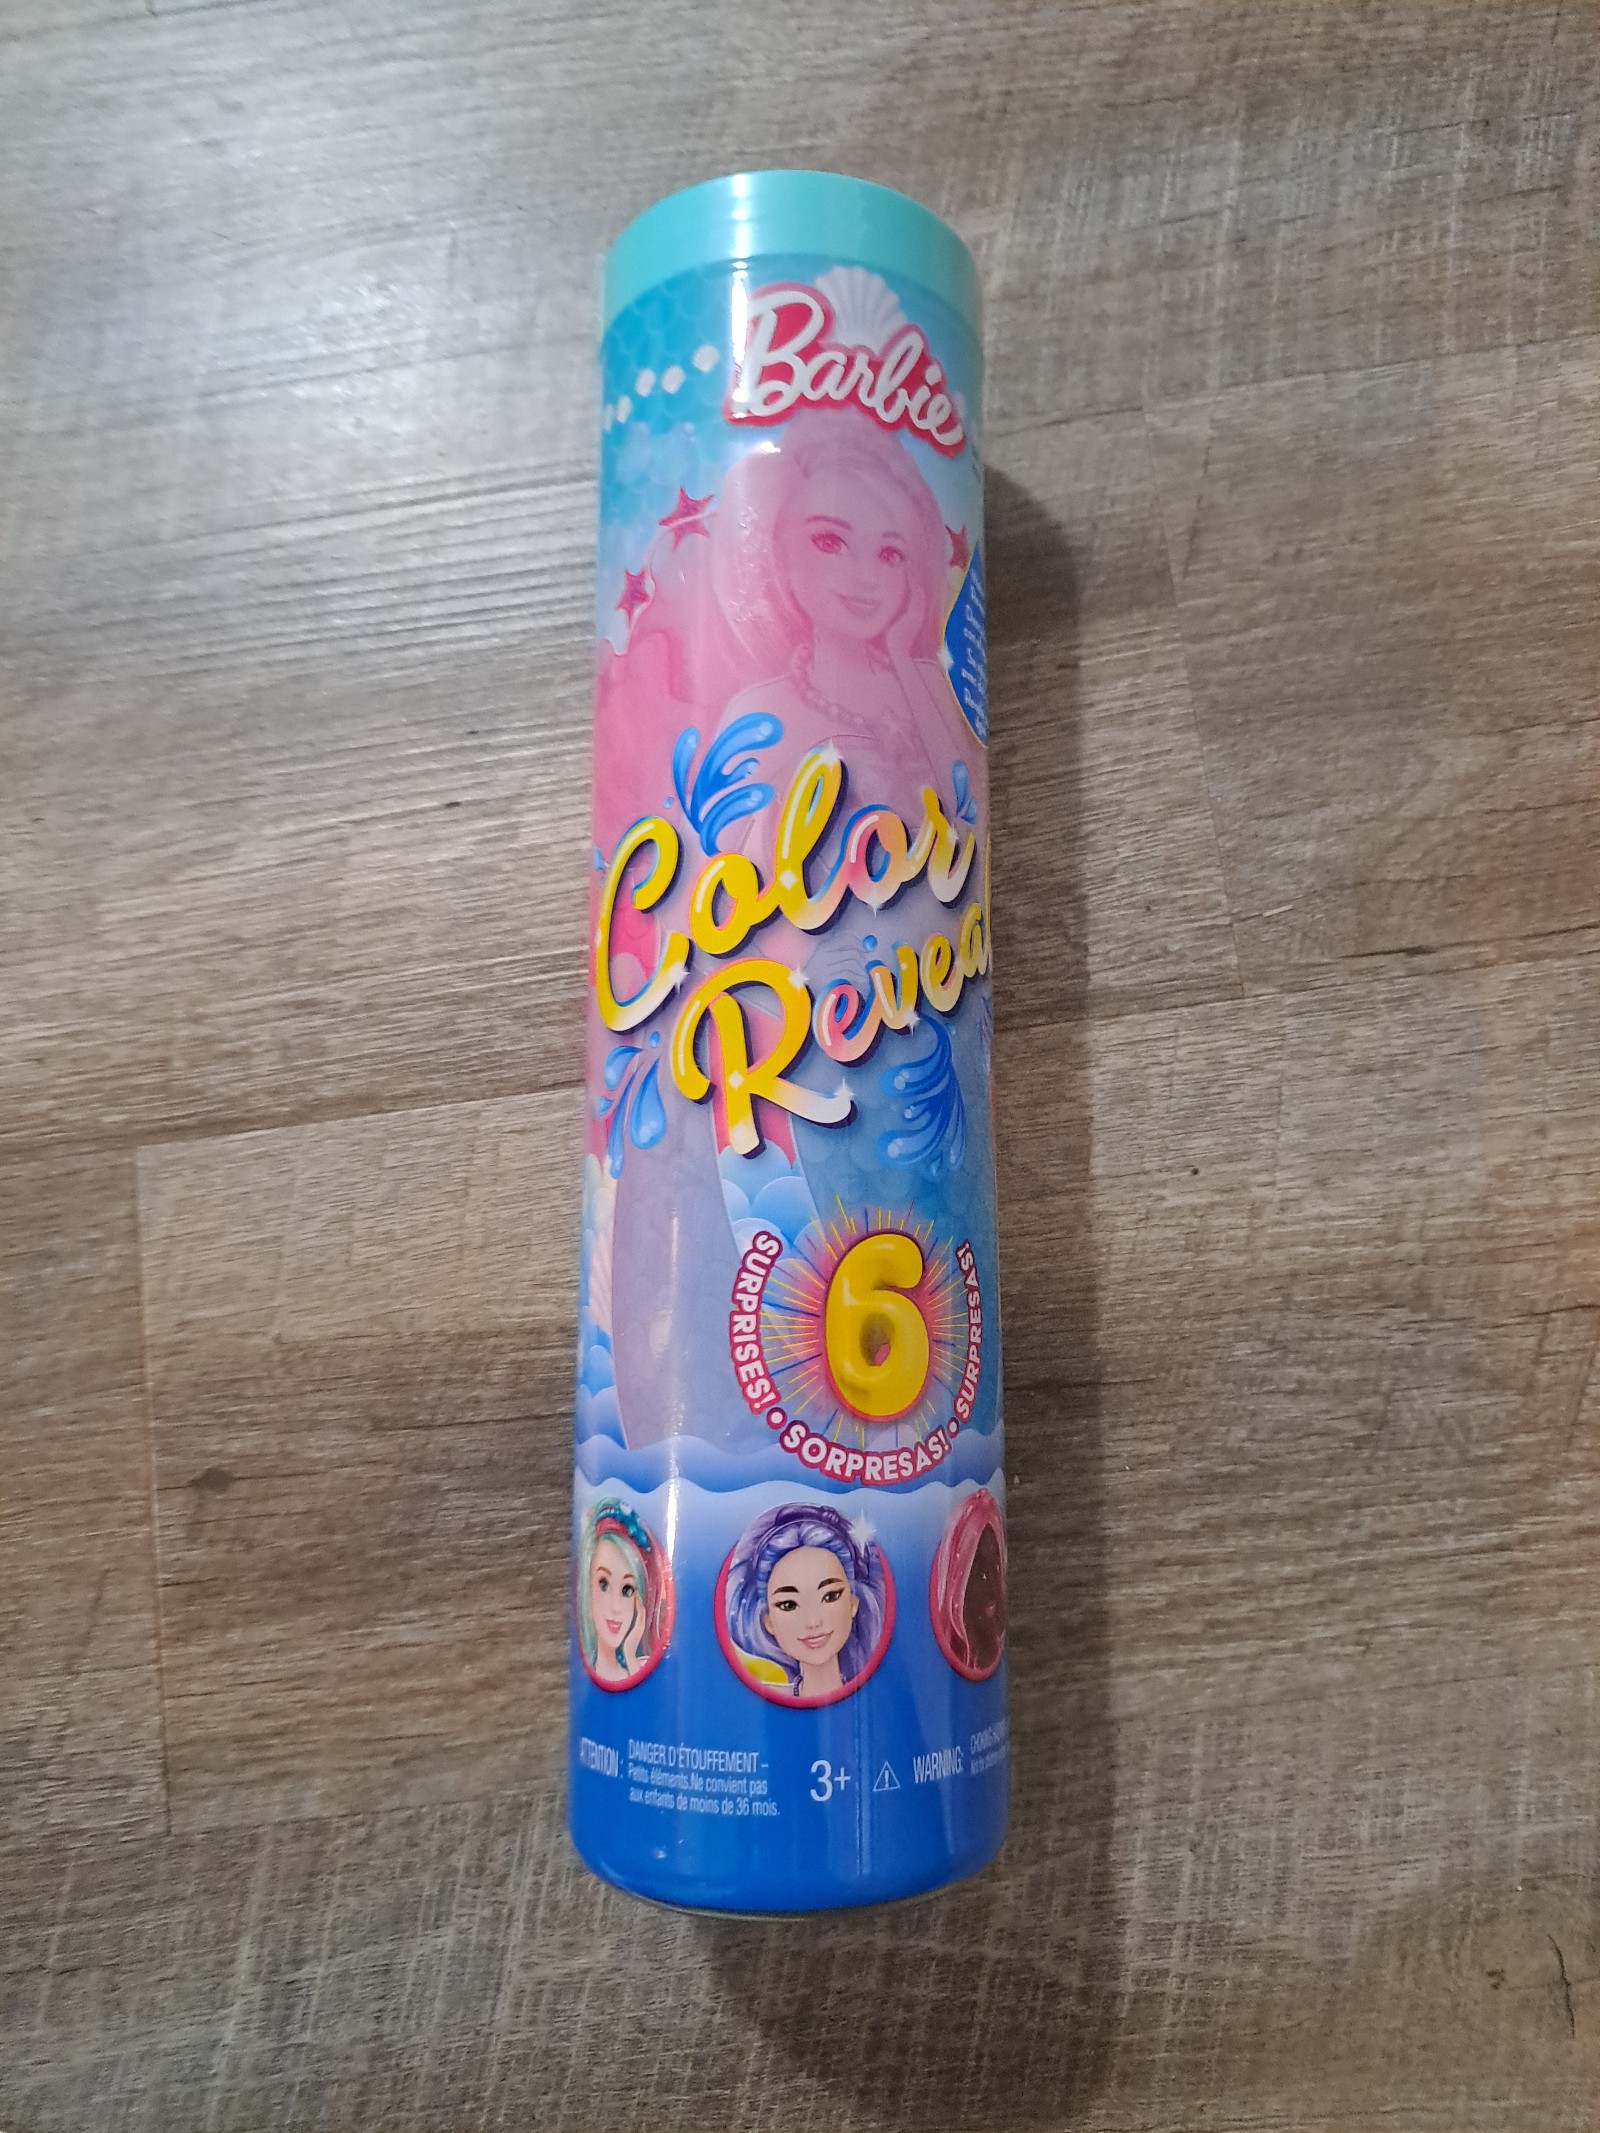 Barbie
Color
Reveal
6
SURPRISES! • SORPRESAS! • SURPRESAS!
ATTENTION :
DANGER D'ÉTOUFFEMENT –
Petits éléments. Ne convient pas
aux enfants de moins de 36 mois.
3+
WARNING:
CHOKING